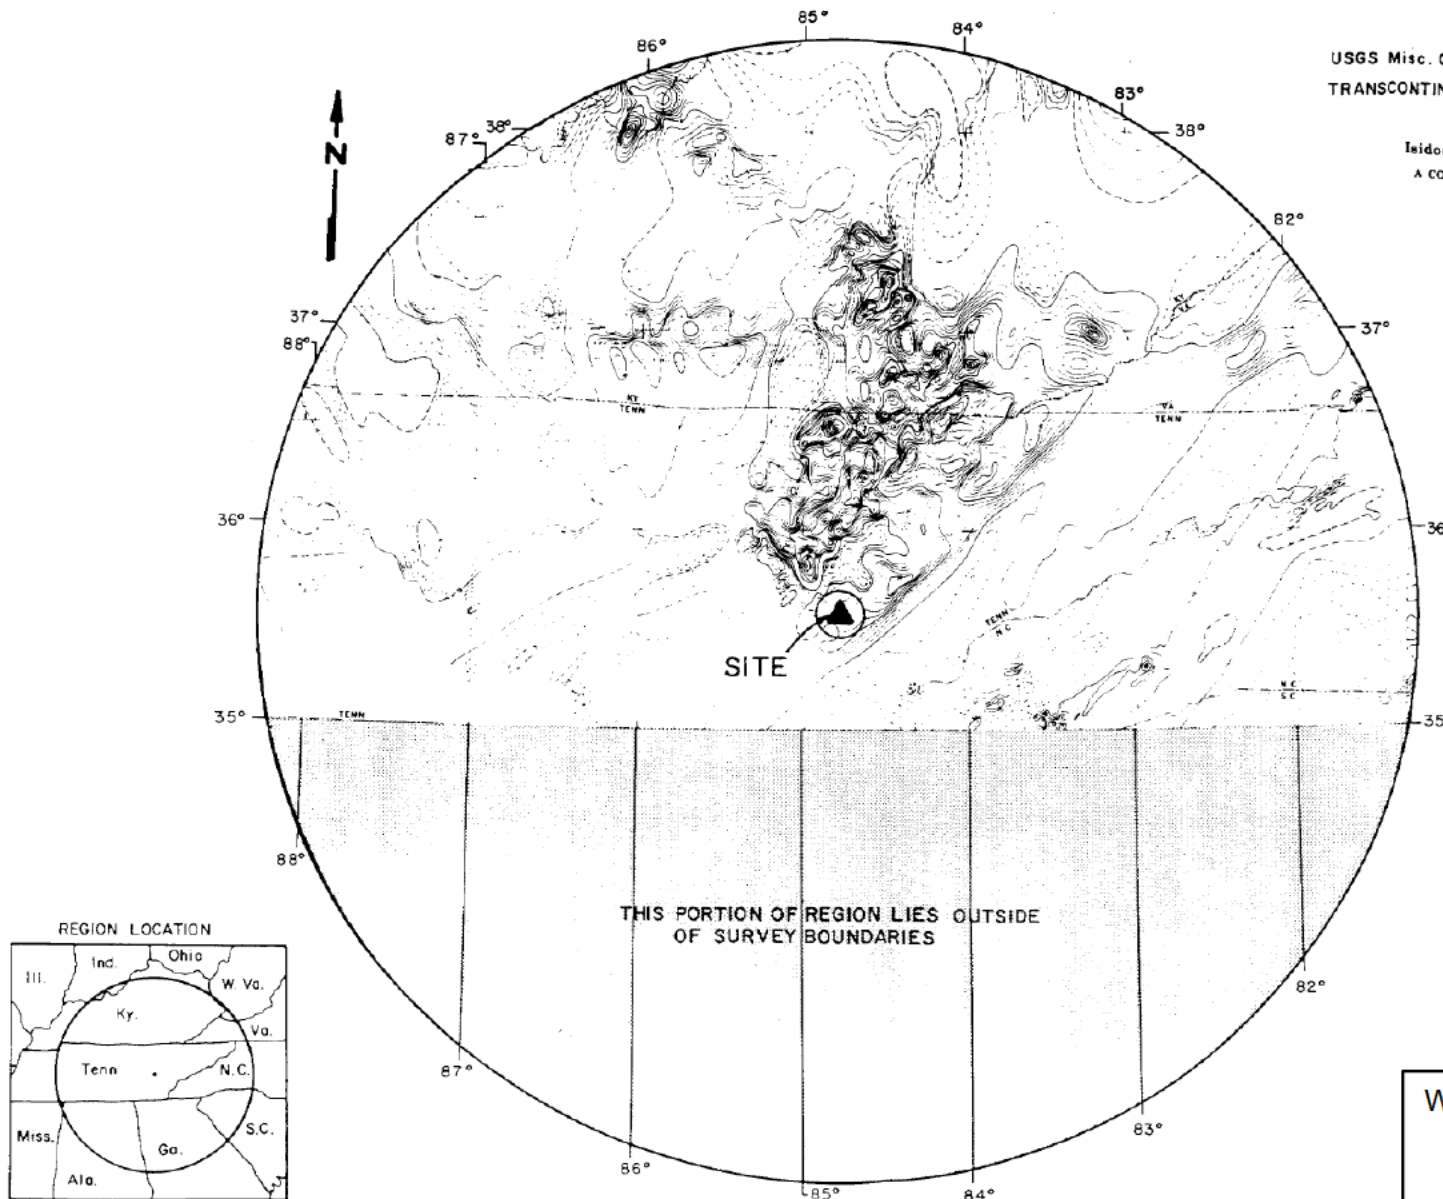 85°
84°
86°
83°
38°
87°
38°
USGS Misc.
TRANSCONTIN
A CO
N
82°
37°
88°
37°
KY
VA
KY
TENN
VA
TENN
36°
36
TENN
N.C.
SITE
N.C.
S.C.
35°
TENN
35
88°
THIS PORTION OF REGION LIES OUTSIDE
OF SURVEY BOUNDARIES
82°
87°
83°
86°
85°
84°
REGION LOCATION
Ill.
Ind.
Ohio
W. Va.
Ky.
Va.
Tenn
N.C.
Miss.
Ala.
Ga.
S.C.
W